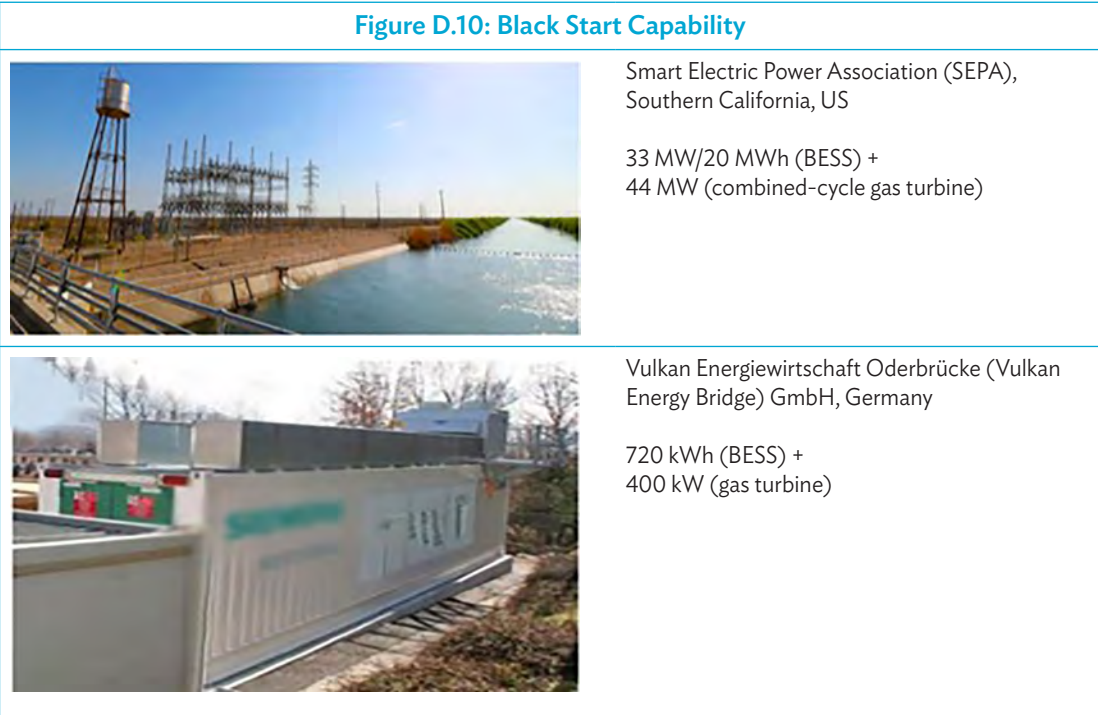 Figure D.10: Black Start Capability
Smart Electric Power Association (SEPA),
Southern California, US
33 MW/20 MWh (BESS) +
44 MW (combined-cycle gas turbine)
Vulkan Energiewirtschaft Oderbrücke (Vulkan
Energy Bridge) GmbH, Germany
720 kWh (BESS) +
400 kW (gas turbine)